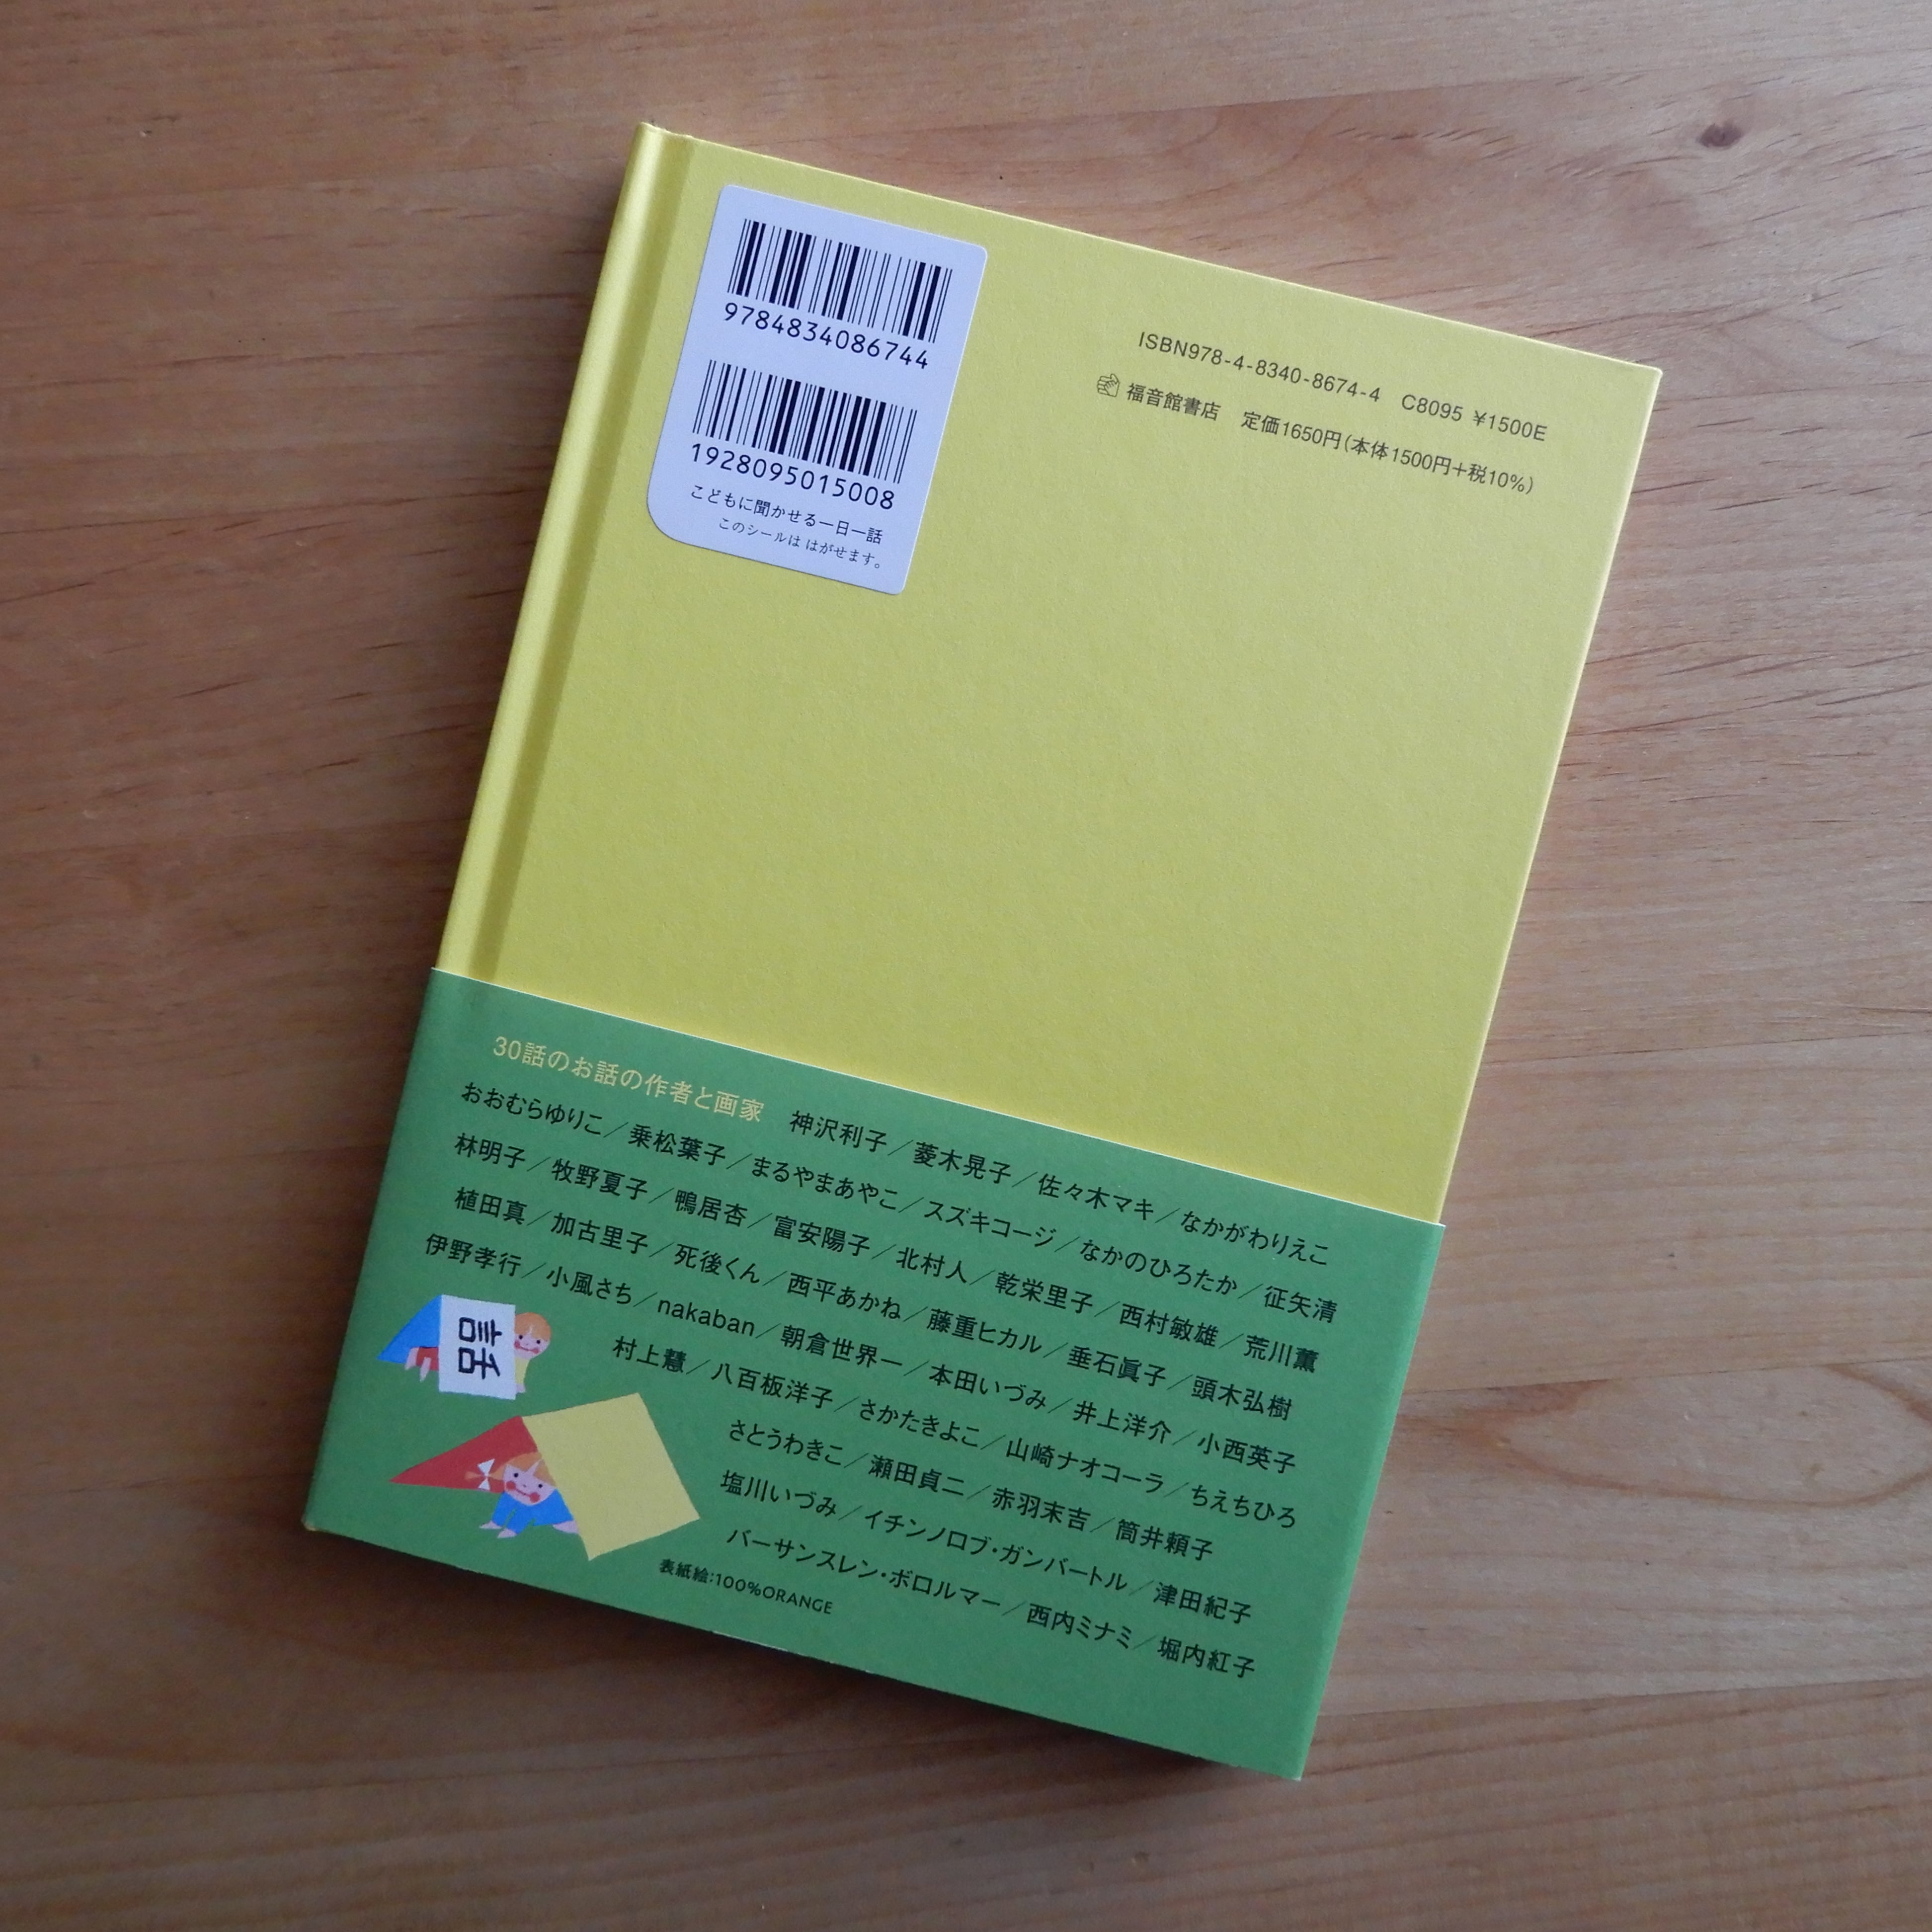 9784834086744
1928095015008
こどもに聞かせる一日一話
このシールは はがせます。
ISBN978-4-8340-8674-4 C8095 ¥1500E
福音館書店 定価1650円(本体1500円+税10%)
30話のお話の作者と画家 神沢利子/菱木晃子/佐々木マキ/なかがわりえこ
おおむらゆりこ/乗松葉子/まるやまあやこ/スズキコージ/なかのひろたか/征矢清
林明子/牧野夏子/鴨居杏/富安陽子/北村人/乾栄里子/西村敏雄/荒川薫
植田真/加古里子/死後くん/西平あかね/藤重ヒカル/垂石眞子/頭木弘樹
伊野孝行/小風さち/nakaban/朝倉世界一/本田いづみ/井上洋介/小西英子
村上慧/八百板洋子/さかたきよこ/山崎ナオコーラ/ちえちひろ
さとうわきこ/瀬田貞二/赤羽末吉/筒井頼子
塩川いづみ/イチンノロブ・ガンバートル/津田紀子
バーサンスレン・ボロルマー/西内ミナミ/堀内紅子
表紙絵:100%ORANGE
話